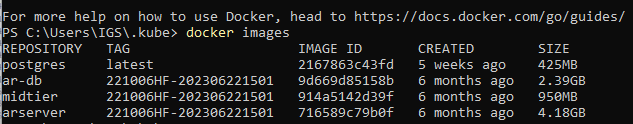 For more help on how to use Docker, head to https://docs.docker.com/go/guides/
PS C:\Users\IGS\.kube> docker images
REPOSITORY TAG IMAGE ID CREATED SIZE
postgres latest 2167863c43fd 5 weeks ago 425MB
ar-db 221006HF-202306221501 9d669d85158b 6 months ago 2.39GB
midtier 221006HF-202306221501 914a5142d39f 6 months ago 950MB
arserver 221006HF-202306221501 716589c79b0f 6 months ago 4.18GB